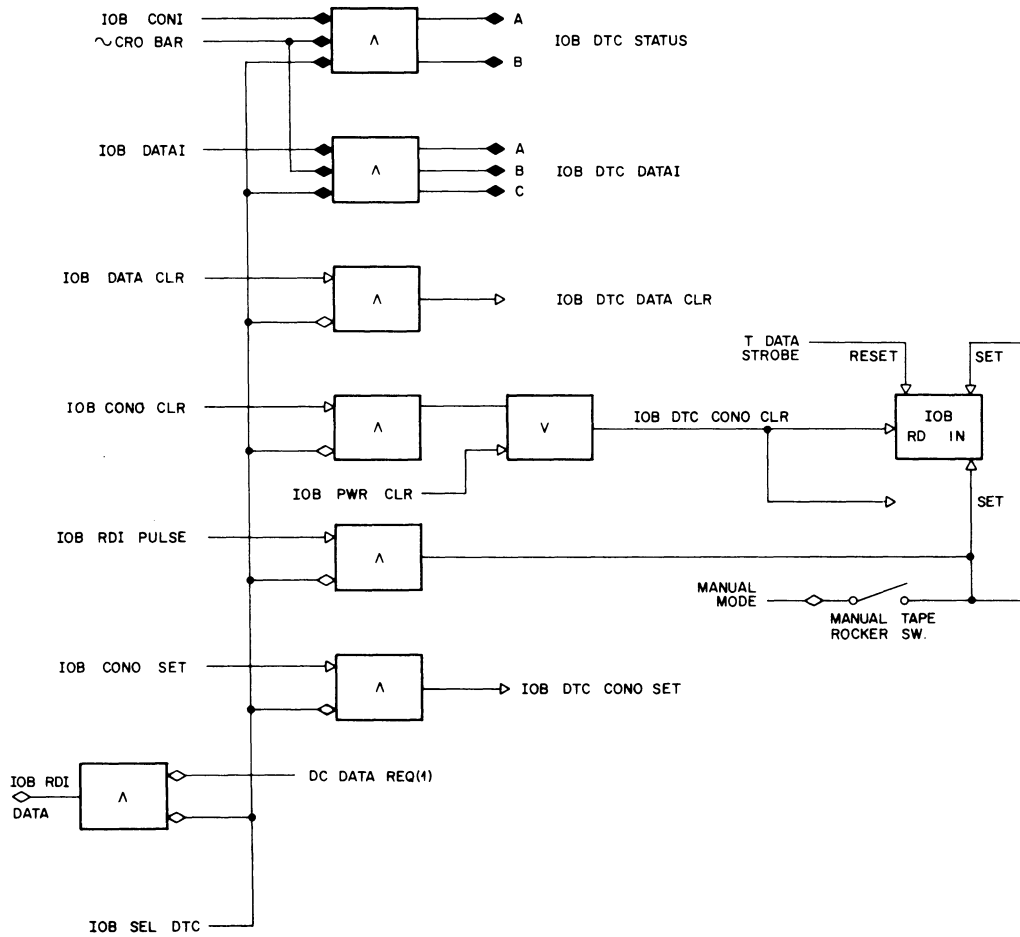 IOB CONI
A
~CRO BAR
Λ
IOB DTC STATUS
B
IOB DATAI
A
Λ
B
IOB DTC DATAI
C
IOB DATA CLR
Λ
IOB DTC DATA CLR
T DATA
STROBE
RESET
SET
IOB CONO CLR
Λ
V
IOB DTC CONO CLR
IOB
RD IN
IOB PWR CLR
SET
IOB RDI PULSE
Λ
MANUAL
MODE
MANUAL TAPE
ROCKER SW.
IOB CONO SET
Λ
IOB DTC CONO SET
IOB RDI
DATA
Λ
DC DATA REQ(1)
IOB SEL DTC